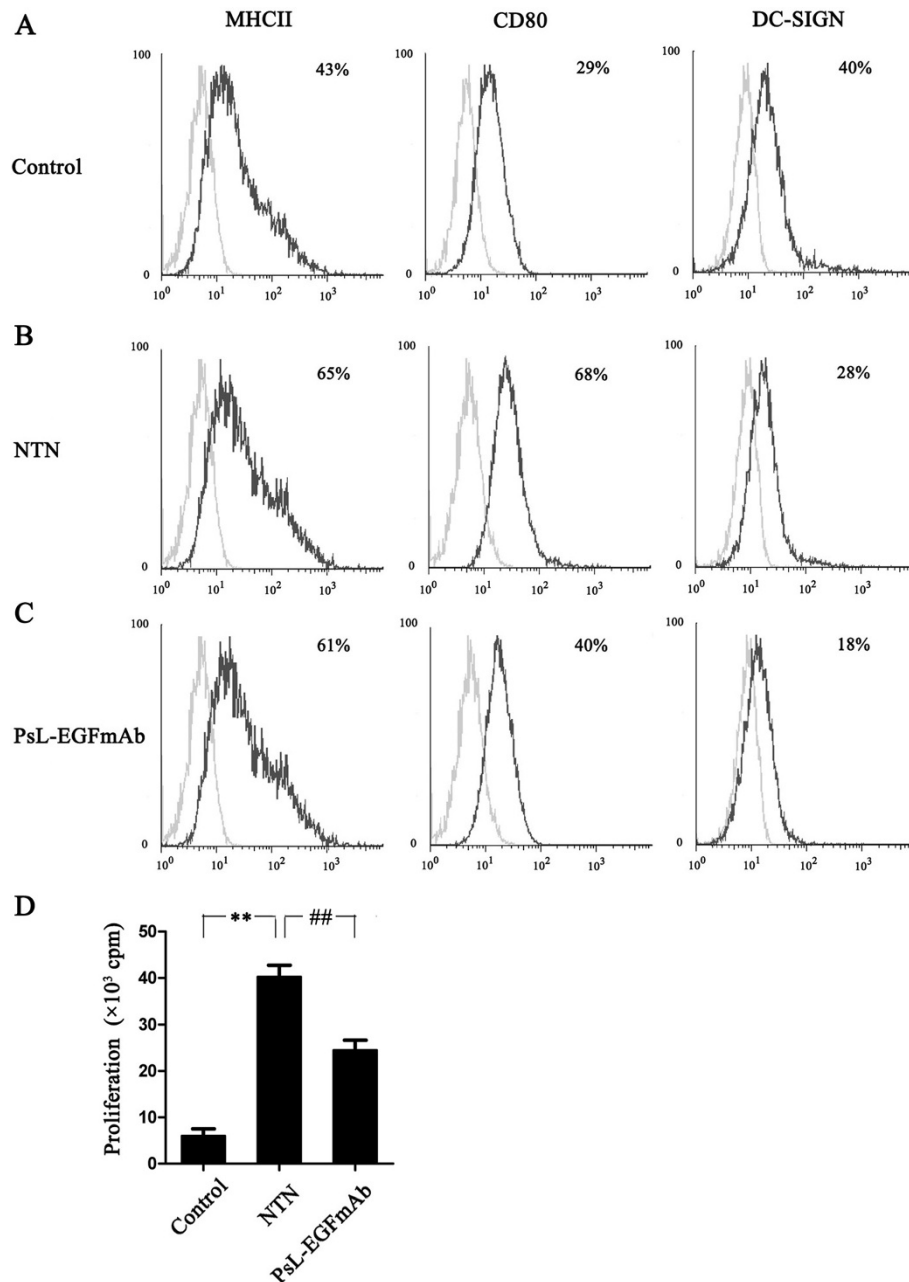 A
MHCII CD80 DC-SIGN
100 43% 100 29% 100 40%
Control
0 0 0
10⁰ 10¹ 10² 10³ 10⁰ 10¹ 10² 10³ 10⁰ 10¹ 10² 10³
B
100 65% 100 68% 100 28%
NTN
0 0 0
10⁰ 10¹ 10² 10³ 10⁰ 10¹ 10² 10³ 10⁰ 10¹ 10² 10³
C
100 61% 100 40% 100 18%
PsL-EGFmAb
0 0 0
10⁰ 10¹ 10² 10³ 10⁰ 10¹ 10² 10³ 10⁰ 10¹ 10² 10³
D
** ##
Proliferation (×10³ cpm)
50
40
30
20
10
0
Control NTN PsL-EGFmAb